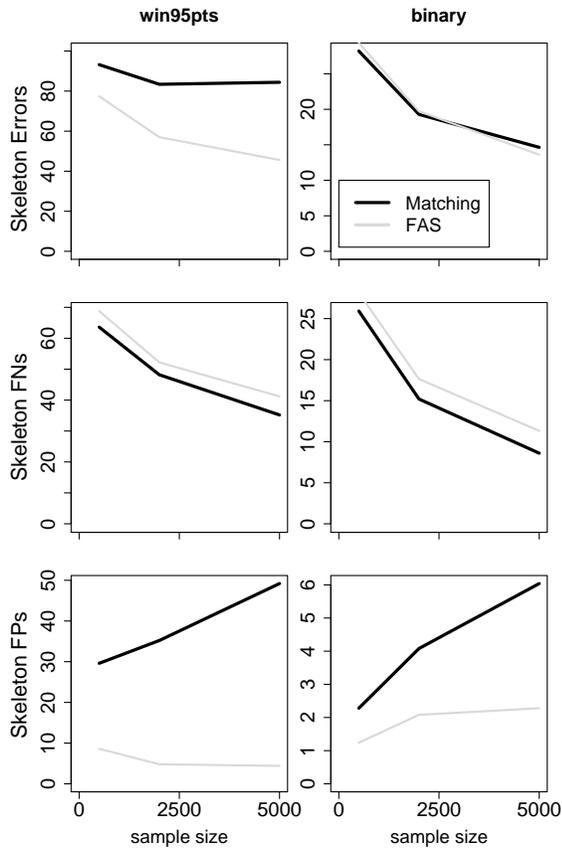 win95pts
binary
Skeleton Errors
0 20 40 60 80
0 5 10 20
Matching
FAS
Skeleton FNs
0 20 40 60
0 5 10 15 20 25
Skeleton FPs
0 10 20 30 40 50
0 1 2 3 4 5 6
0 2500 5000
0 2500 5000
sample size
sample size